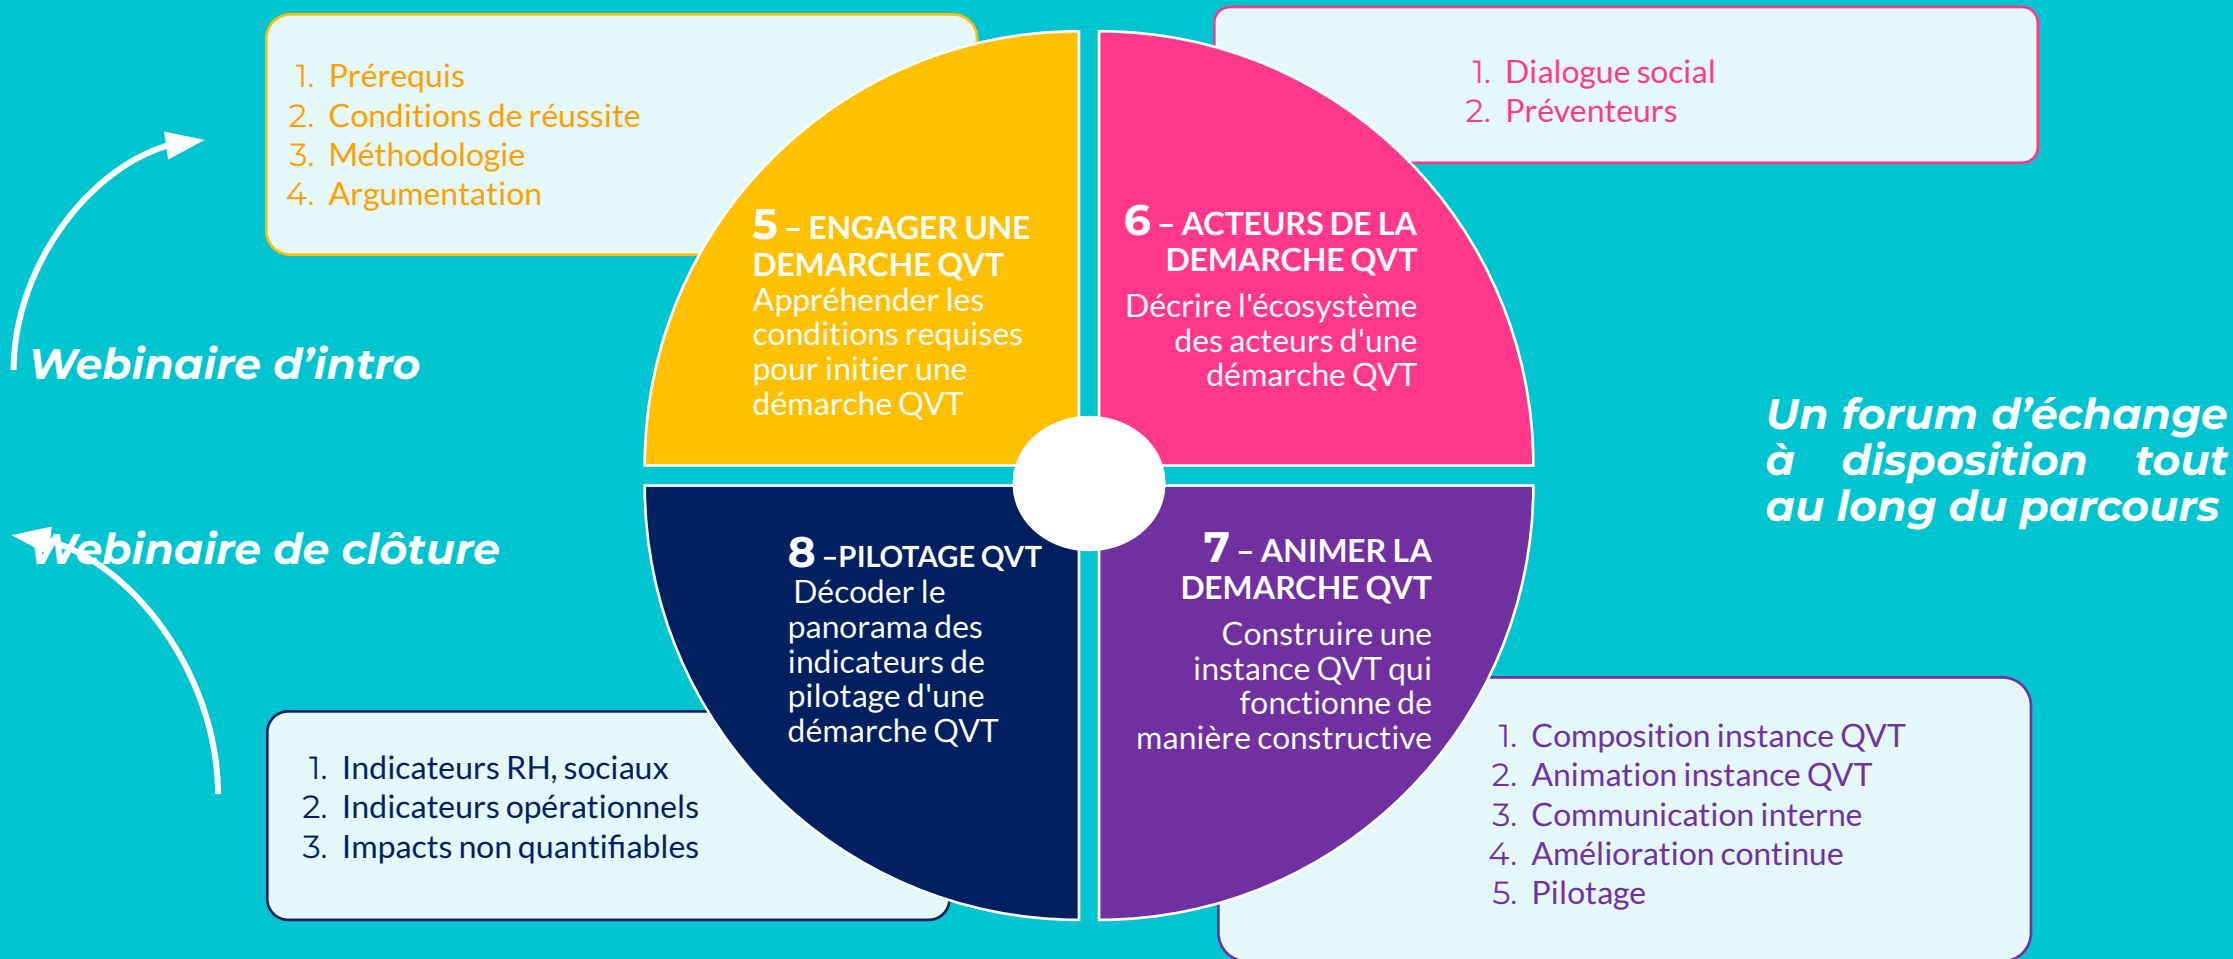 1. Prérequis
2. Conditions de réussite
3. Méthodologie
4. Argumentation
1. Dialogue social
2. Préventeurs
5 – ENGAGER UNE
DEMARCHE QVT
Appréhender les
conditions requises
pour initier une
démarche QVT
6 – ACTEURS DE LA
DEMARCHE QVT
Décrire l'écosystème
des acteurs d'une
démarche QVT
Webinaire d’intro
Un forum d’échange
à disposition tout
au long du parcours
Webinaire de clôture
8 –PILOTAGE QVT
Décoder le
panorama des
indicateurs de
pilotage d'une
démarche QVT
7 – ANIMER LA
DEMARCHE QVT
Construire une
instance QVT qui
fonctionne de
manière constructive
1. Indicateurs RH, sociaux
2. Indicateurs opérationnels
3. Impacts non quantifiables
1. Composition instance QVT
2. Animation instance QVT
3. Communication interne
4. Amélioration continue
5. Pilotage